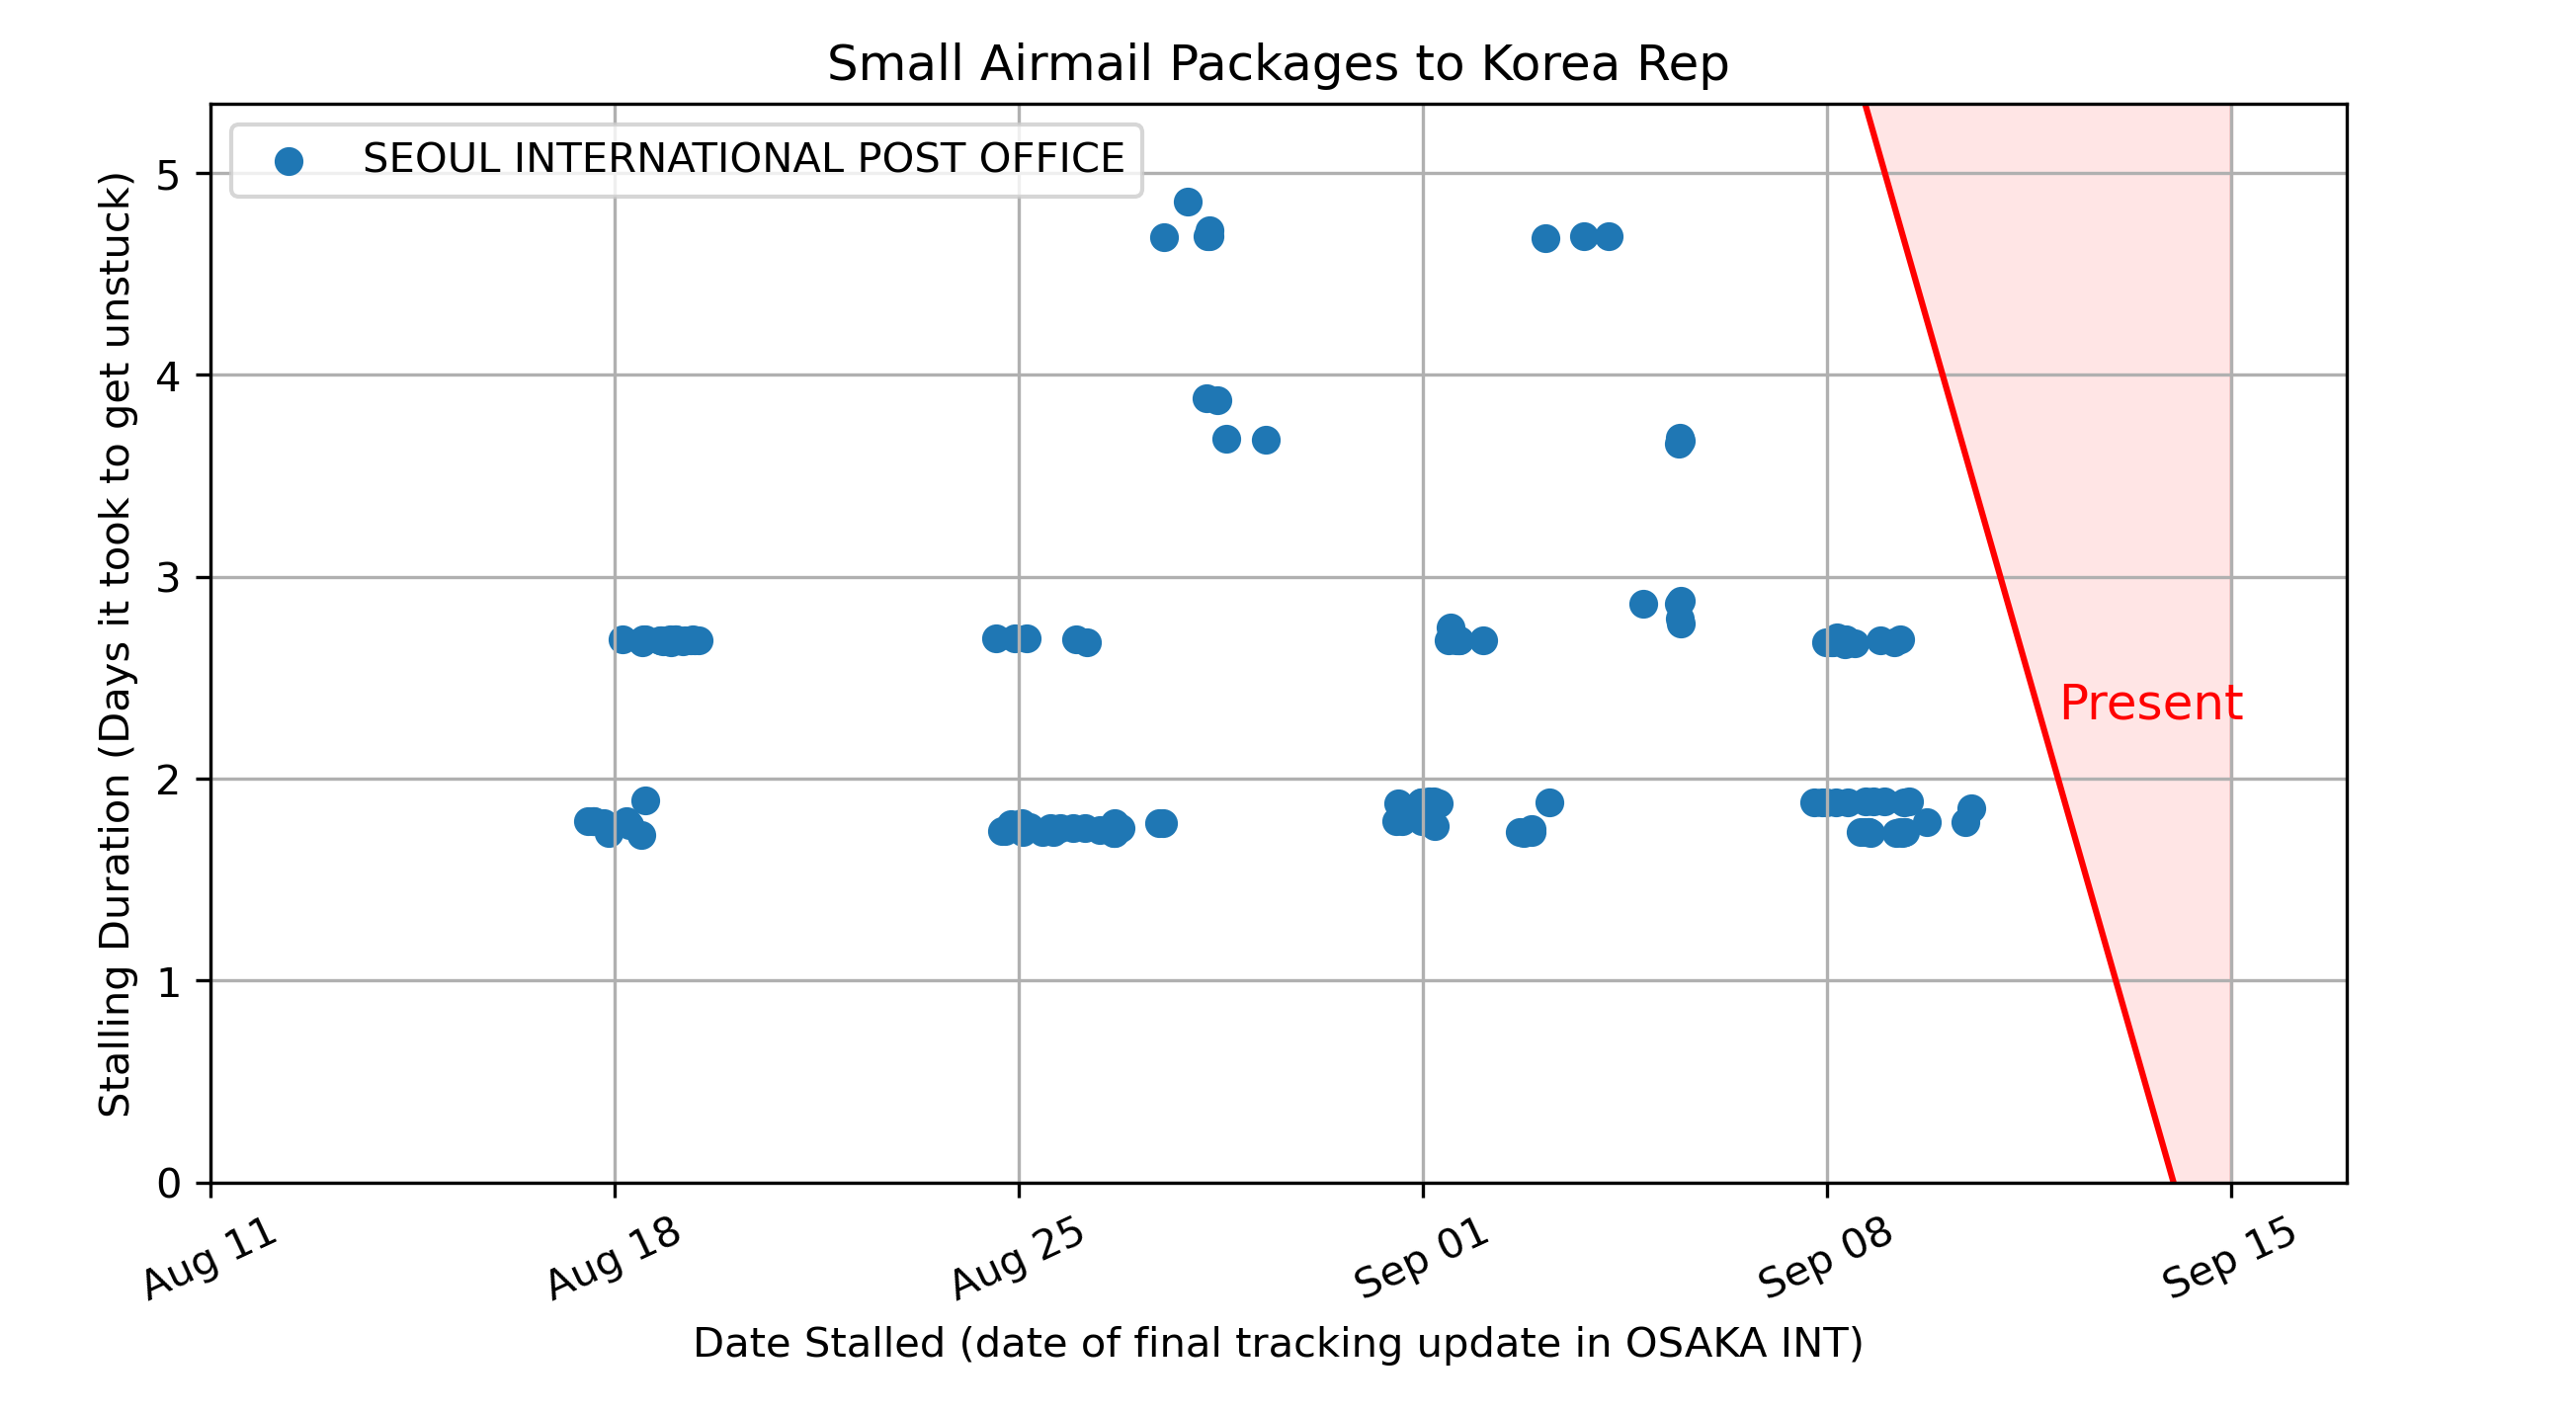 Small Airmail Packages to Korea Rep
SEOUL INTERNATIONAL POST OFFICE
Stalling Duration (Days it took to get unstuck)
5
4
3
2
1
0
Present
Aug 11
Aug 18
Aug 25
Sep 01
Sep 08
Sep 15
Date Stalled (date of final tracking update in OSAKA INT)